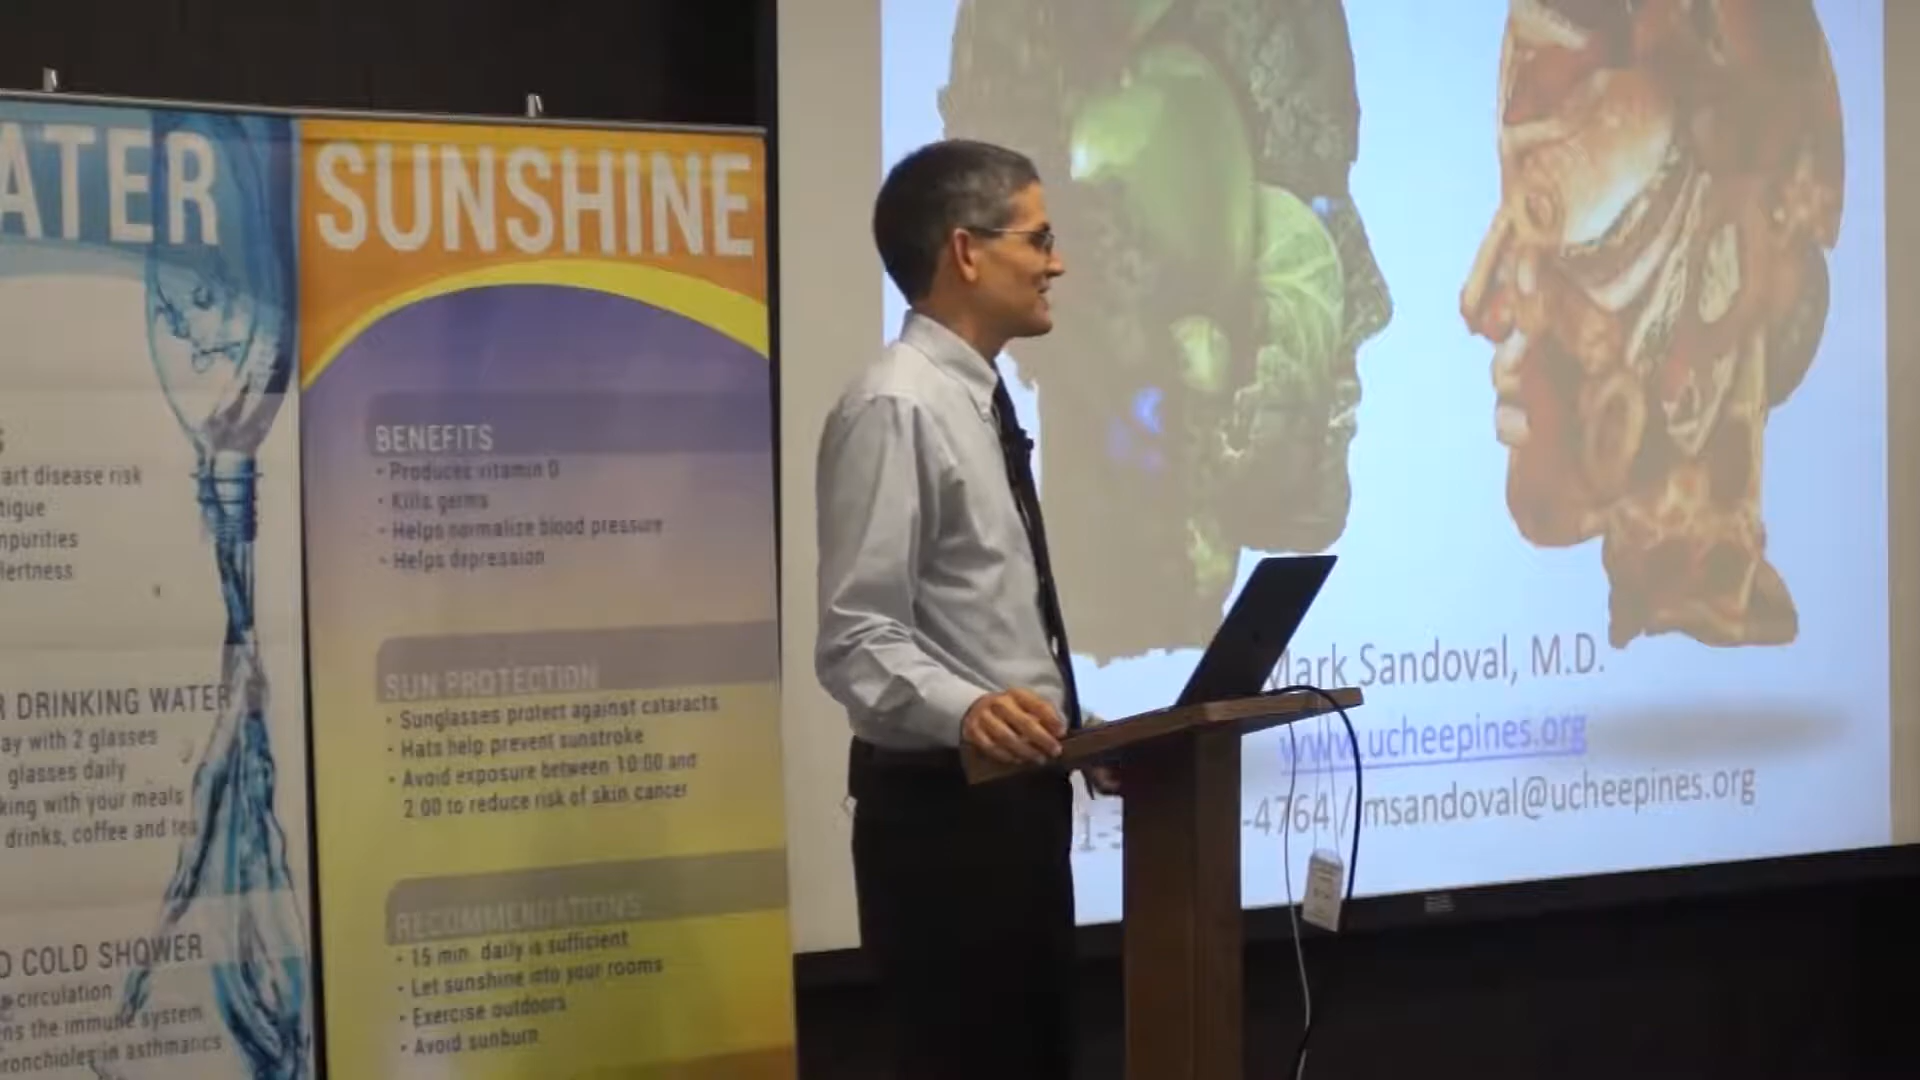 ATER
art disease risk
tigue
mpurities
lertness
R DRINKING WATER
ay with 2 glasses
glasses daily
king with your meals
drinks, coffee and tea
D COLD SHOWER
circulation
ens the immune system
bronchioles in asthmatics
SUNSHINE
BENEFITS
• Produces vitamin D
• Kills germs
• Helps normalize blood pressure
• Helps depression
SUN PROTECTION
• Sunglasses protect against cataracts
• Hats help prevent sunstroke
• Avoid exposure between 10:00 and
2:00 to reduce risk of skin cancer
RECOMMENDATIONS
• 15 min. daily is sufficient
• Let sunshine into your rooms
• Exercise outdoors
• Avoid sunburn
Mark Sandoval, M.D.
www.ucheepines.org
-4764 / msandoval@ucheepines.org